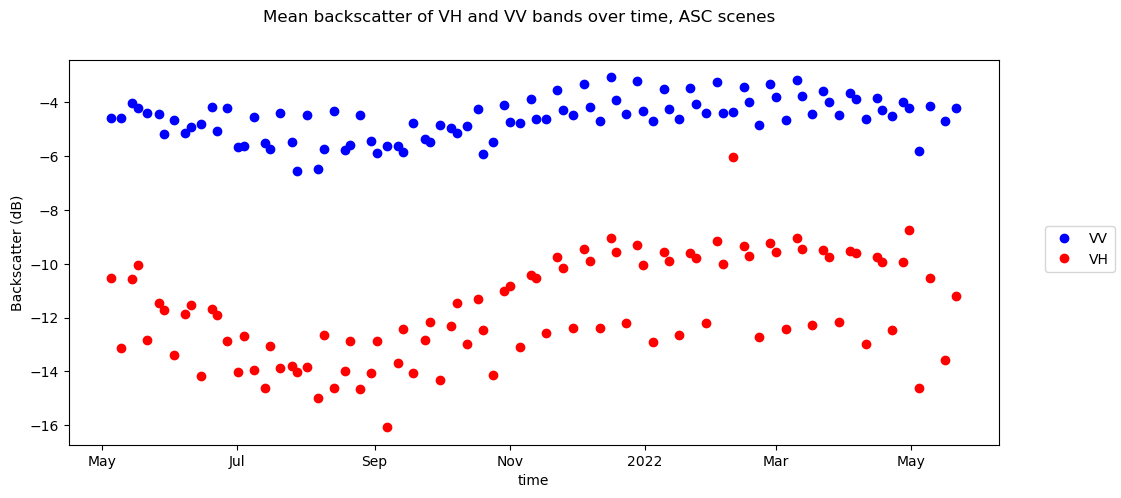 Mean backscatter of VH and VV bands over time, ASC scenes
Backscatter (dB)
−4
−6
−8
−10
−12
−14
−16
May
Jul
Sep
Nov
2022
Mar
May
time
VV
VH